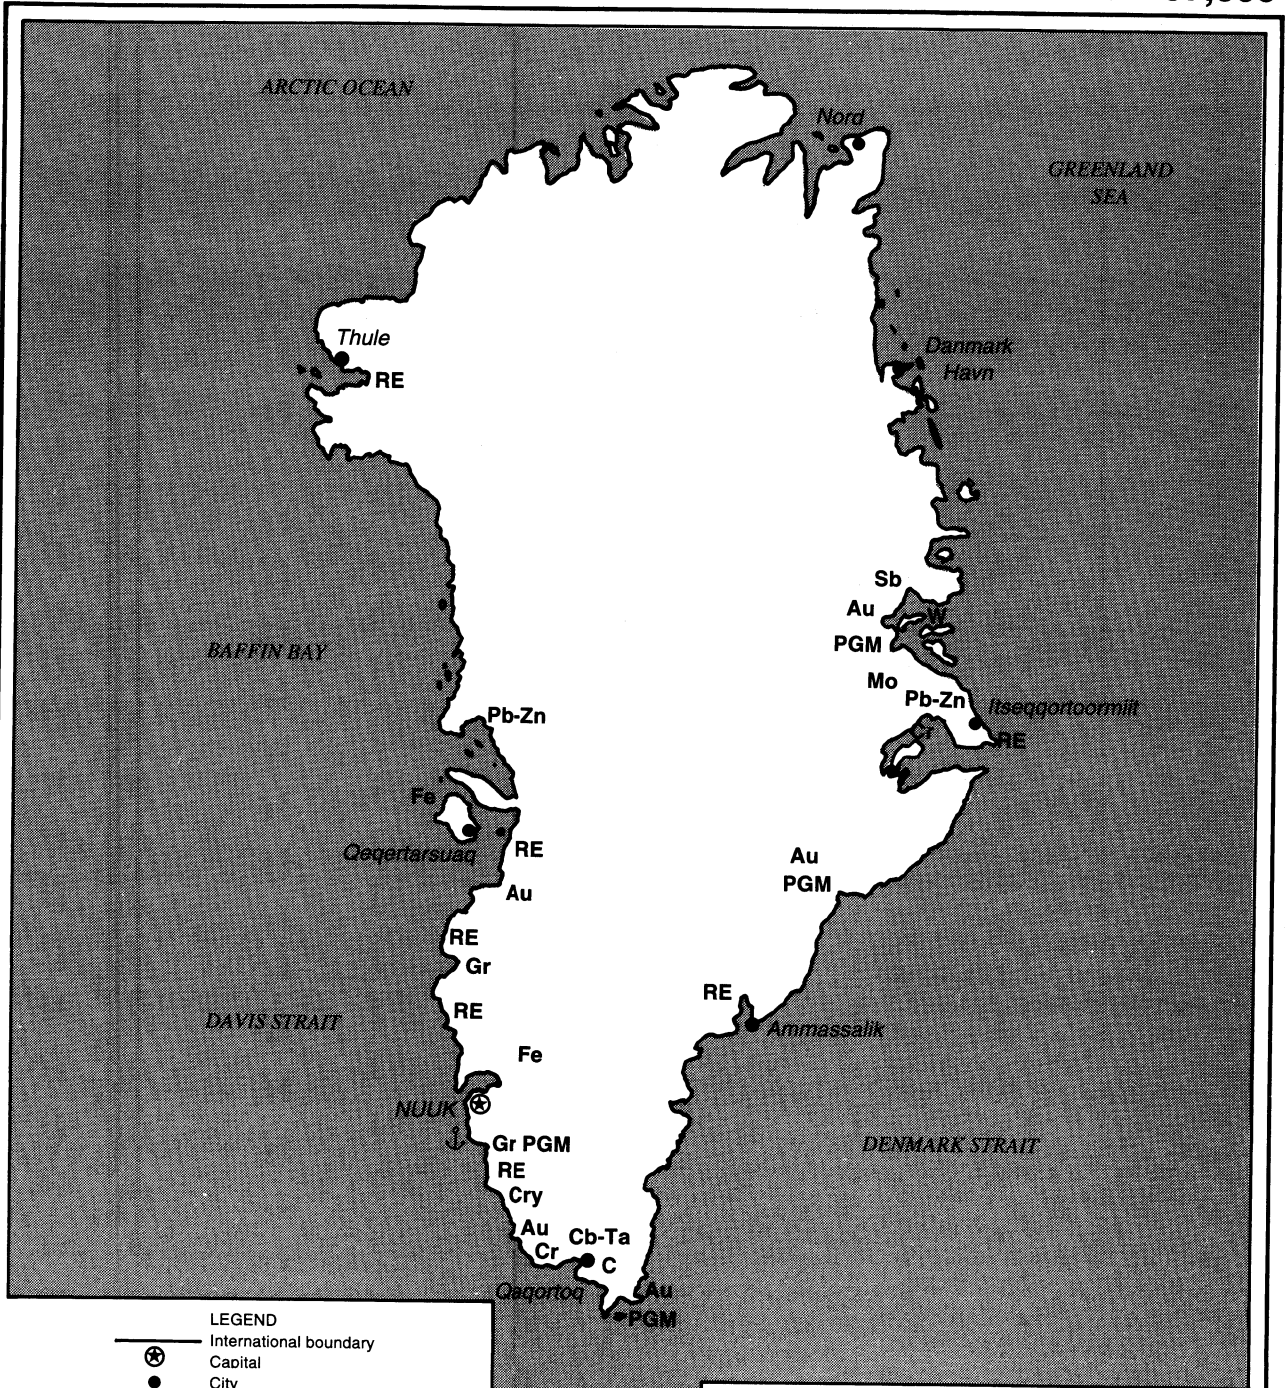 ARCTIC OCEAN
Nord
GREENLAND
SEA
Thule
RE
Danmark
Havn
Sb
Au
W
PGM
BAFFIN BAY
Mo
Pb-Zn
Itseqqortoormiit
Pb-Zn
Cr
RE
Fe
Qeqertarsuaq
RE
Au
PGM
Au
RE
Gr
RE
RE
Ammassalik
DAVIS STRAIT
Fe
NUUK
Gr PGM
DENMARK STRAIT
RE
Cry
Au
Cb-Ta
Cr
C
Qaqortoq
Au
PGM
LEGEND
International boundary
Capital
City